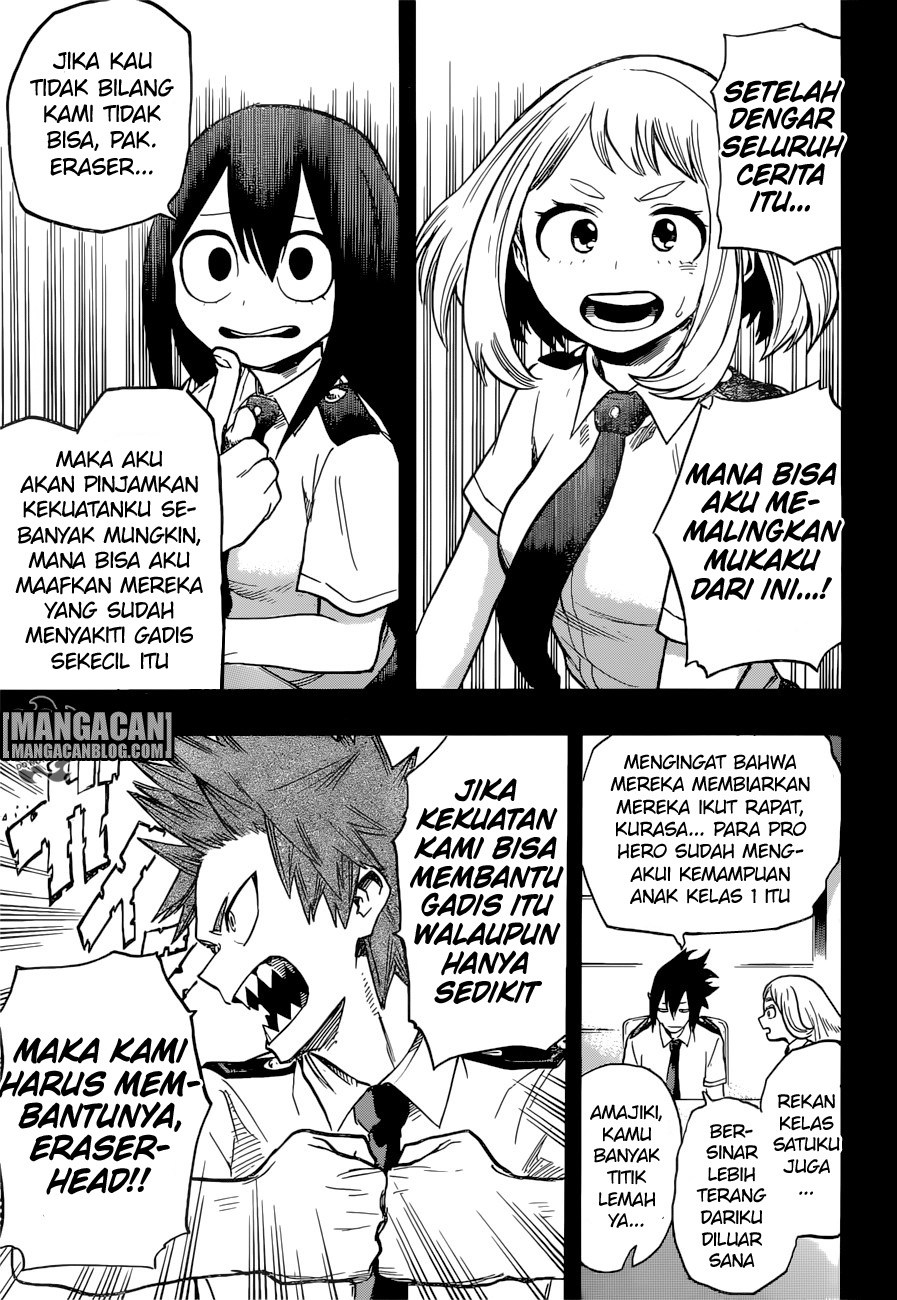 SETELAH
DENGAR
SELURUH
CERITA
ITU...
MANA BISA
AKU ME-
MALINGKAN
MUKAKU
DARI INI...!
JIKA KAU
TIDAK BILANG
KAMI TIDAK
BISA, PAK.
ERASER...
MAKA AKU
AKAN PINJAMKAN
KEKUATANKU SE-
BANYAK MUNGKIN,
MANA BISA AKU
MAAFKAN MEREKA
YANG SUDAH
MENYAKITI GADIS
SEKECIL ITU
[MANGACAN]
MANGACANBLOG.COM
MENGINGAT BAHWA
MEREKA MEMBIARKAN
MEREKA IKUT RAPAT,
KURASA... PARA PRO
HERO SUDAH MENG-
AKUI KEMAMPUAN
ANAK KELAS 1 ITU
REKAN
KELAS
SATUKU
JUGA
...
BER-
SINAR
LEBIH
TERANG
DARIKU
DILUAR
SANA
AMAJIKI,
KAMU
BANYAK
TITIK
LEMAH
YA...
JIKA
KEKUATAN
KAMI BISA
MEMBANTU
GADIS ITU
WALAUPUN
HANYA
SEDIKIT
MAKA KAMI
HARUS MEM-
BANTUNYA,
ERASER-
HEAD!!